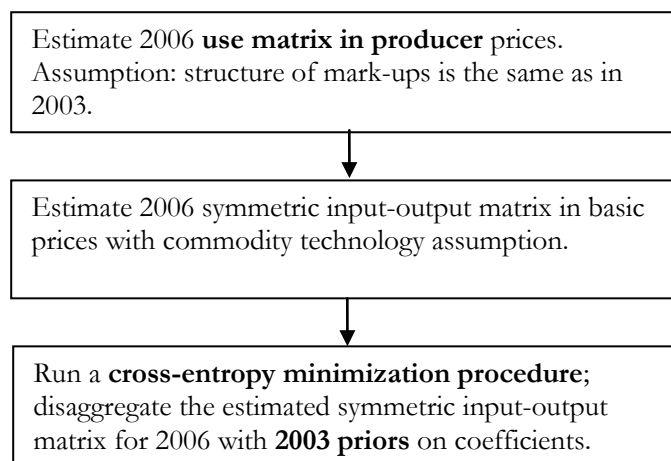 Estimate 2006 use matrix in producer prices.
Assumption: structure of mark-ups is the same as in
2003.
Estimate 2006 symmetric input-output matrix in basic
prices with commodity technology assumption.
Run a cross-entropy minimization procedure;
disaggregate the estimated symmetric input-output
matrix for 2006 with 2003 priors on coefficients.